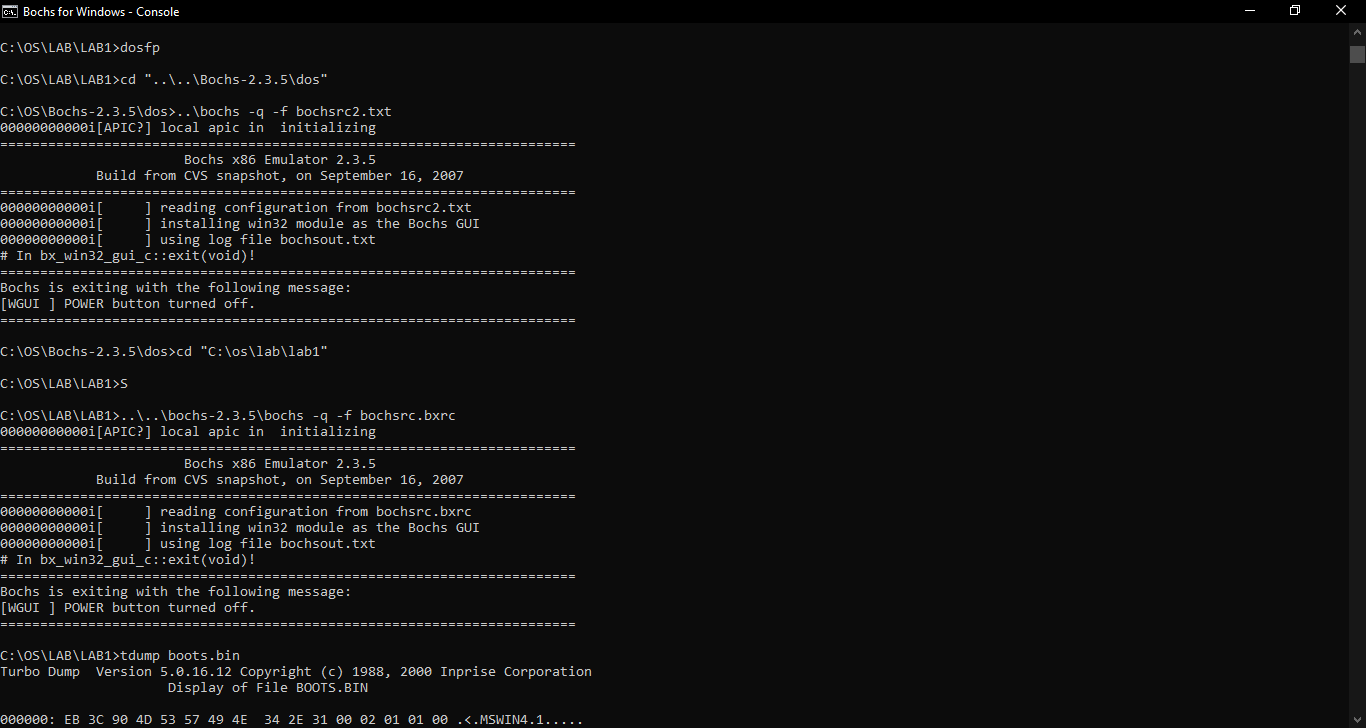 Bochs for Windows - Console
C:\OS\LAB\LAB1>dosfp
C:\OS\LAB\LAB1>cd "..\..\Bochs-2.3.5\dos"
C:\OS\Bochs-2.3.5\dos>..\bochs -q -f bochsrc2.txt
00000000000i[APIC?] local apic in  initializing
========================================================================
Bochs x86 Emulator 2.3.5
Build from CVS snapshot, on September 16, 2007
========================================================================
00000000000i[     ] reading configuration from bochsrc2.txt
00000000000i[     ] installing win32 module as the Bochs GUI
00000000000i[     ] using log file bochsout.txt
# In bx_win32_gui_c::exit(void)!
========================================================================
Bochs is exiting with the following message:
[WGUI ] POWER button turned off.
========================================================================
C:\OS\Bochs-2.3.5\dos>cd "C:\os\lab\lab1"
C:\OS\LAB\LAB1>S
C:\OS\LAB\LAB1>..\..\bochs-2.3.5\bochs -q -f bochsrc.bxrc
00000000000i[APIC?] local apic in  initializing
========================================================================
Bochs x86 Emulator 2.3.5
Build from CVS snapshot, on September 16, 2007
========================================================================
00000000000i[     ] reading configuration from bochsrc.bxrc
00000000000i[     ] installing win32 module as the Bochs GUI
00000000000i[     ] using log file bochsout.txt
# In bx_win32_gui_c::exit(void)!
========================================================================
Bochs is exiting with the following message:
[WGUI ] POWER button turned off.
========================================================================
C:\OS\LAB\LAB1>tdump boots.bin
Turbo Dump  Version 5.0.16.12 Copyright (c) 1988, 2000 Inprise Corporation
Display of File BOOTS.BIN
000000: EB 3C 90 4D 53 57 49 4E  34 2E 31 00 02 01 01 00 .<.MSWIN4.1.....